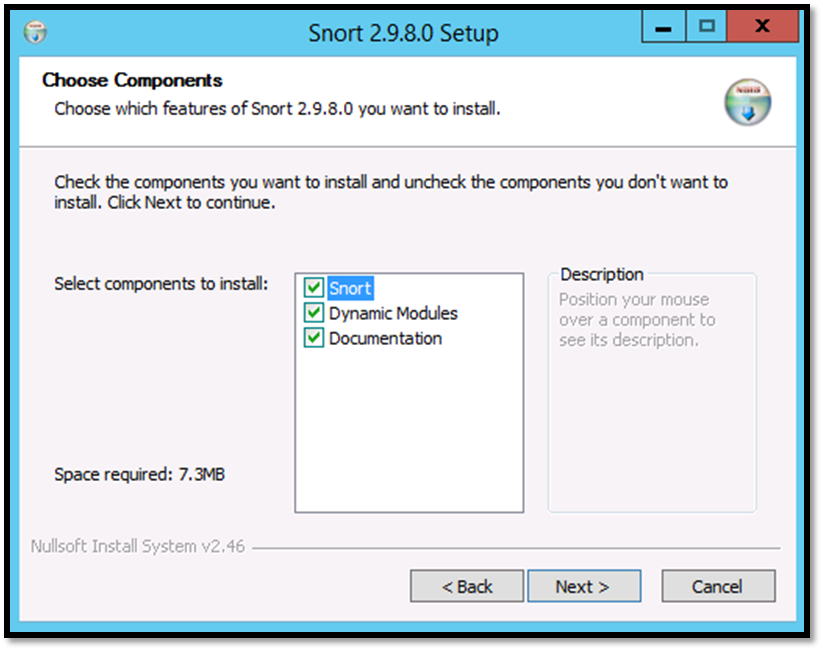 Snort 2.9.8.0 Setup
Choose Components
Choose which features of Snort 2.9.8.0 you want to install.
Check the components you want to install and uncheck the components you don't want to
install. Click Next to continue.
Select components to install:
Snort
Dynamic Modules
Documentation
Description
Position your mouse
over a component to
see its description.
Space required: 7.3MB
Nullsoft Install System v2.46
< Back
Next >
Cancel